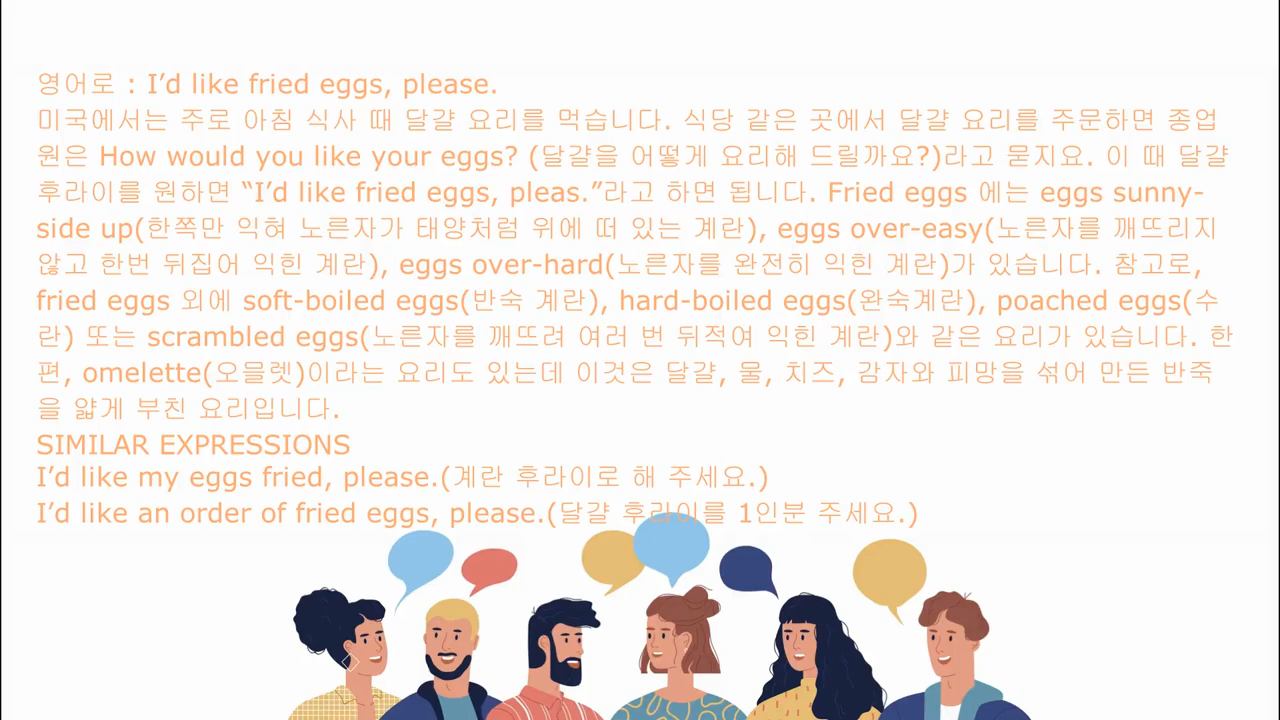 영어로 : I’d like fried eggs, please.
미국에서는 주로 아침 식사 때 달걀 요리를 먹습니다. 식당 같은 곳에서 달걀 요리를 주문하면 종업
원은 How would you like your eggs? (달걀을 어떻게 요리해 드릴까요?)라고 묻지요. 이 때 달걀
후라이를 원하면 “I’d like fried eggs, pleas.”라고 하면 됩니다. Fried eggs 에는 eggs sunny-
side up(한쪽만 익혀 노른자가 태양처럼 위에 떠 있는 계란), eggs over-easy(노른자를 깨뜨리지
않고 한번 뒤집어 익힌 계란), eggs over-hard(노른자를 완전히 익힌 계란)가 있습니다. 참고로,
fried eggs 외에 soft-boiled eggs(반숙 계란), hard-boiled eggs(완숙계란), poached eggs(수
란) 또는 scrambled eggs(노른자를 깨뜨려 여러 번 뒤적여 익힌 계란)와 같은 요리가 있습니다. 한
편, omelette(오믈렛)이라는 요리도 있는데 이것은 달걀, 물, 치즈, 감자와 피망을 섞어 만든 반죽
을 얇게 부친 요리입니다.
SIMILAR EXPRESSIONS
I’d like my eggs fried, please.(계란 후라이로 해 주세요.)
I’d like an order of fried eggs, please.(달걀 후라이를 1인분 주세요.)